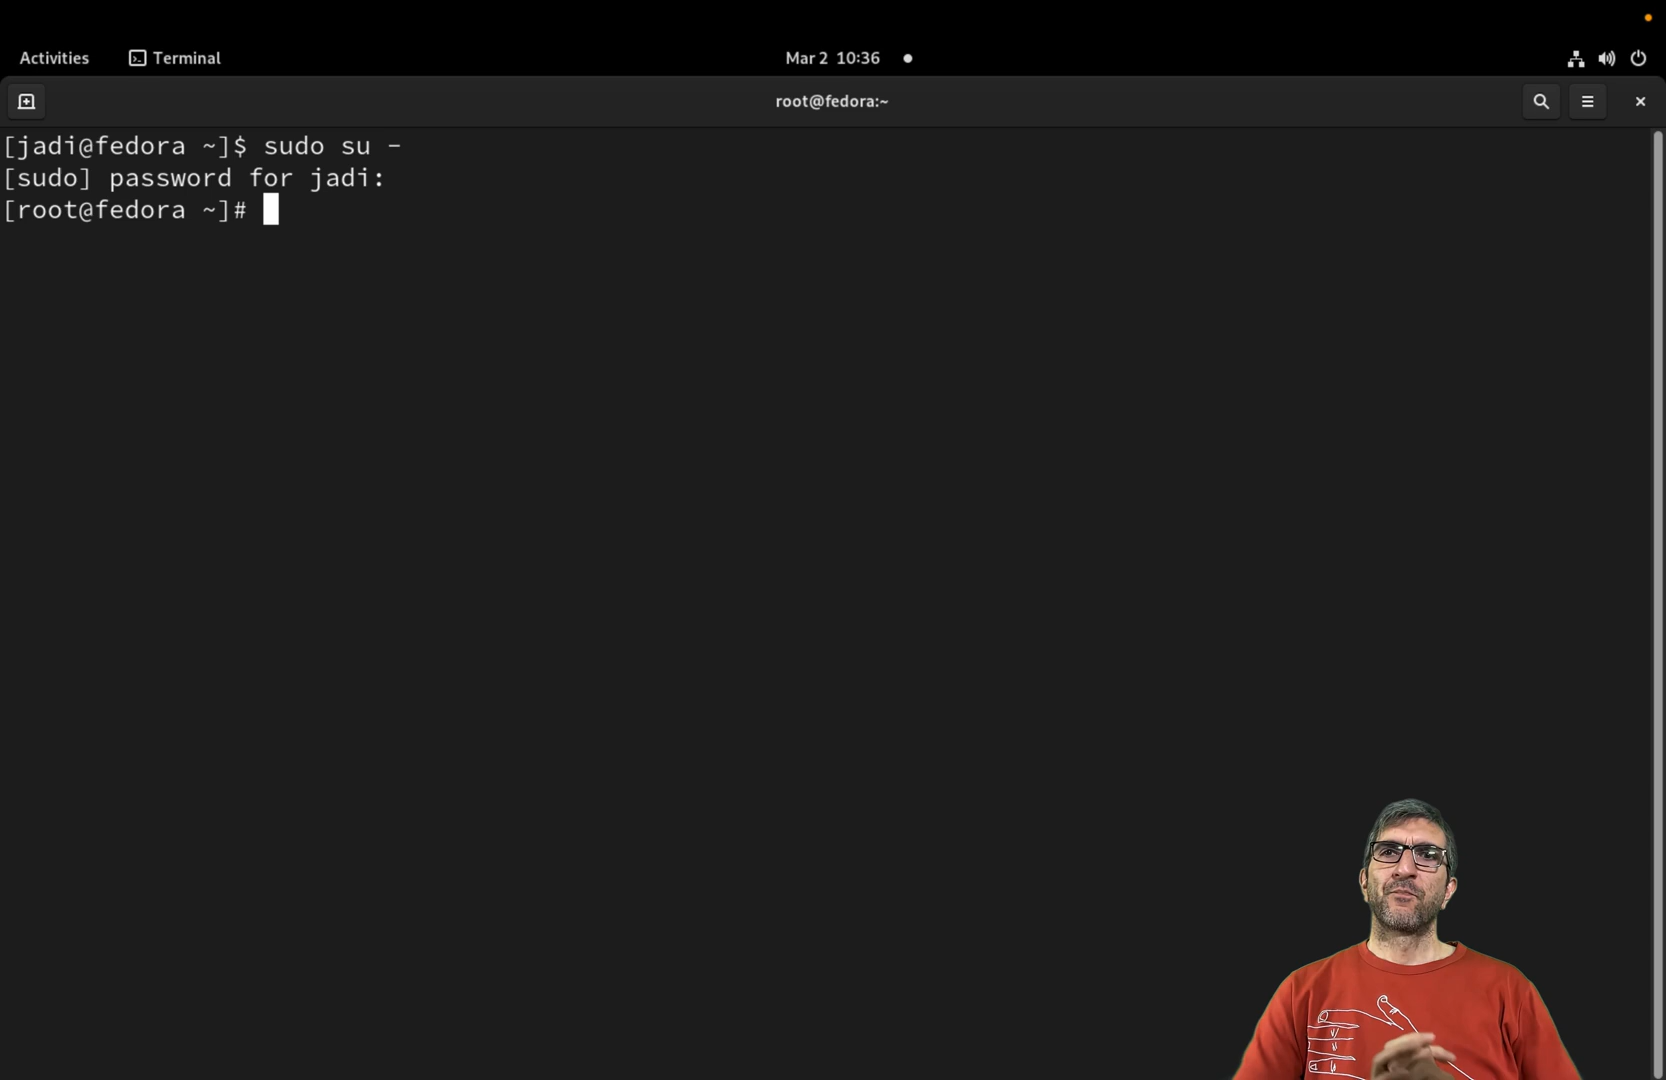 Activities
Terminal
Mar 2 10:36
root@fedora:~
[jadi@fedora ~]$ sudo su -
[sudo] password for jadi:
[root@fedora ~]#